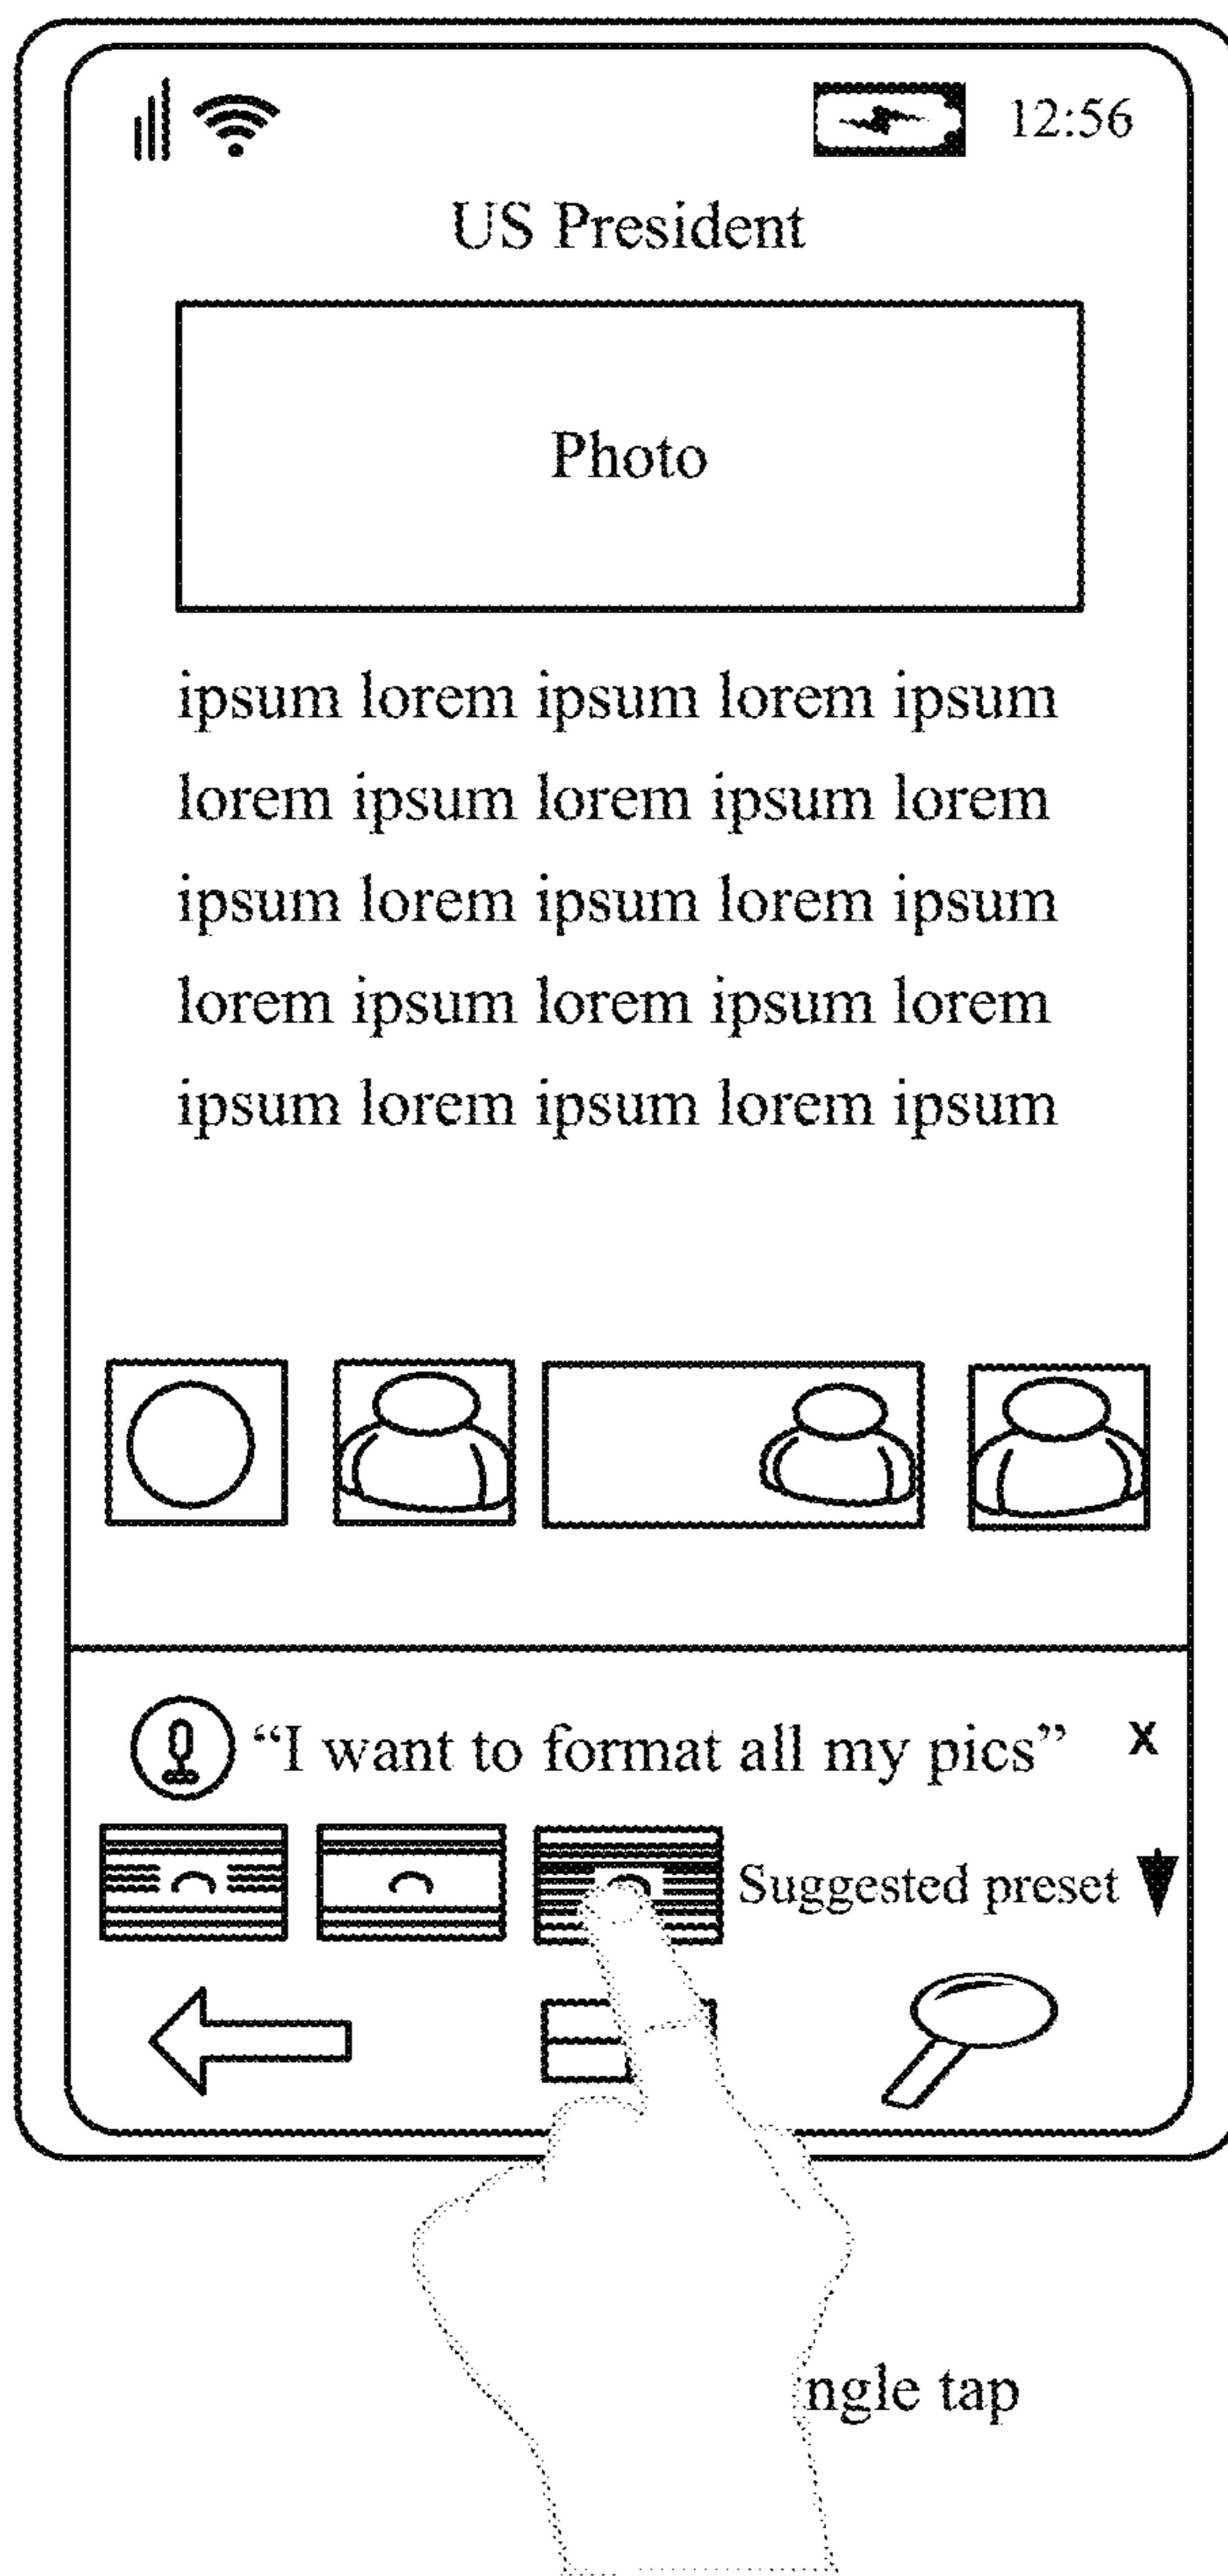 12:56
US President
Photo
ipsum lorem ipsum lorem ipsum
lorem ipsum lorem ipsum lorem
ipsum lorem ipsum lorem ipsum
lorem ipsum lorem ipsum lorem
ipsum lorem ipsum lorem ipsum
“I want to format all my pics” X
Suggested preset
ngle tap